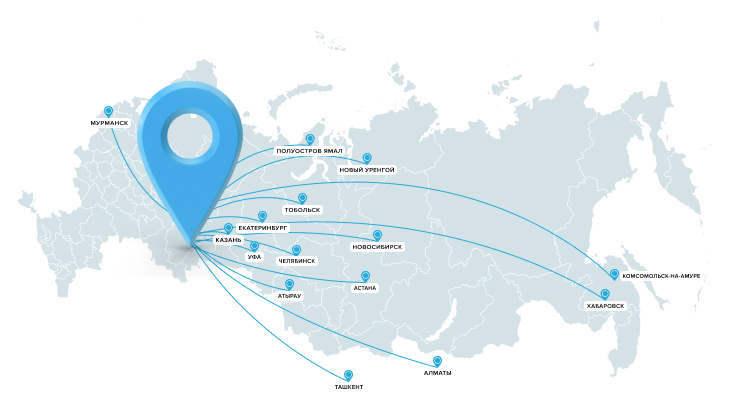 МУРМАНСК
ПОЛУОСТРОВ ЯМАЛ
НОВЫЙ УРЕНГОЙ
ТОБОЛЬСК
ЕКАТЕРИНБУРГ
КАЗАНЬ
НОВОСИБИРСК
УФА
ЧЕЛЯБИНСК
КОМСОМОЛЬСК-НА-АМУРЕ
АСТАНА
АТЫРАУ
ХАБАРОВСК
АЛМАТЫ
ТАШКЕНТ